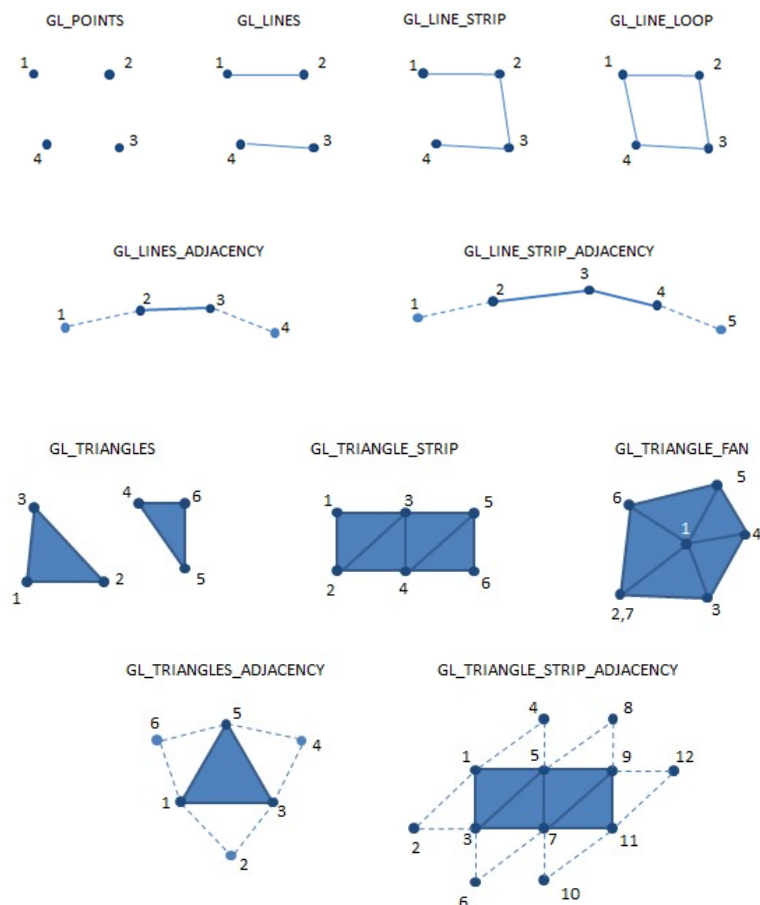 GL_POINTS GL_LINES GL_LINE_STRIP GL_LINE_LOOP
1 2 1 2 1 2 1 2
4 3 4 3 4 3 4 3
GL_LINES_ADJACENCY GL_LINE_STRIP_ADJACENCY
1 2 3 4 1 2 3 4 5
GL_TRIANGLES GL_TRIANGLE_STRIP GL_TRIANGLE_FAN
3 4 6 1 3 5 6 5
1 4
1 2 5 2 4 6 2,7 3
GL_TRIANGLES_ADJACENCY GL_TRIANGLE_STRIP_ADJACENCY
6 5 4 4 8
1 5 9 12
1 3 2 3 7 11
2 6 10